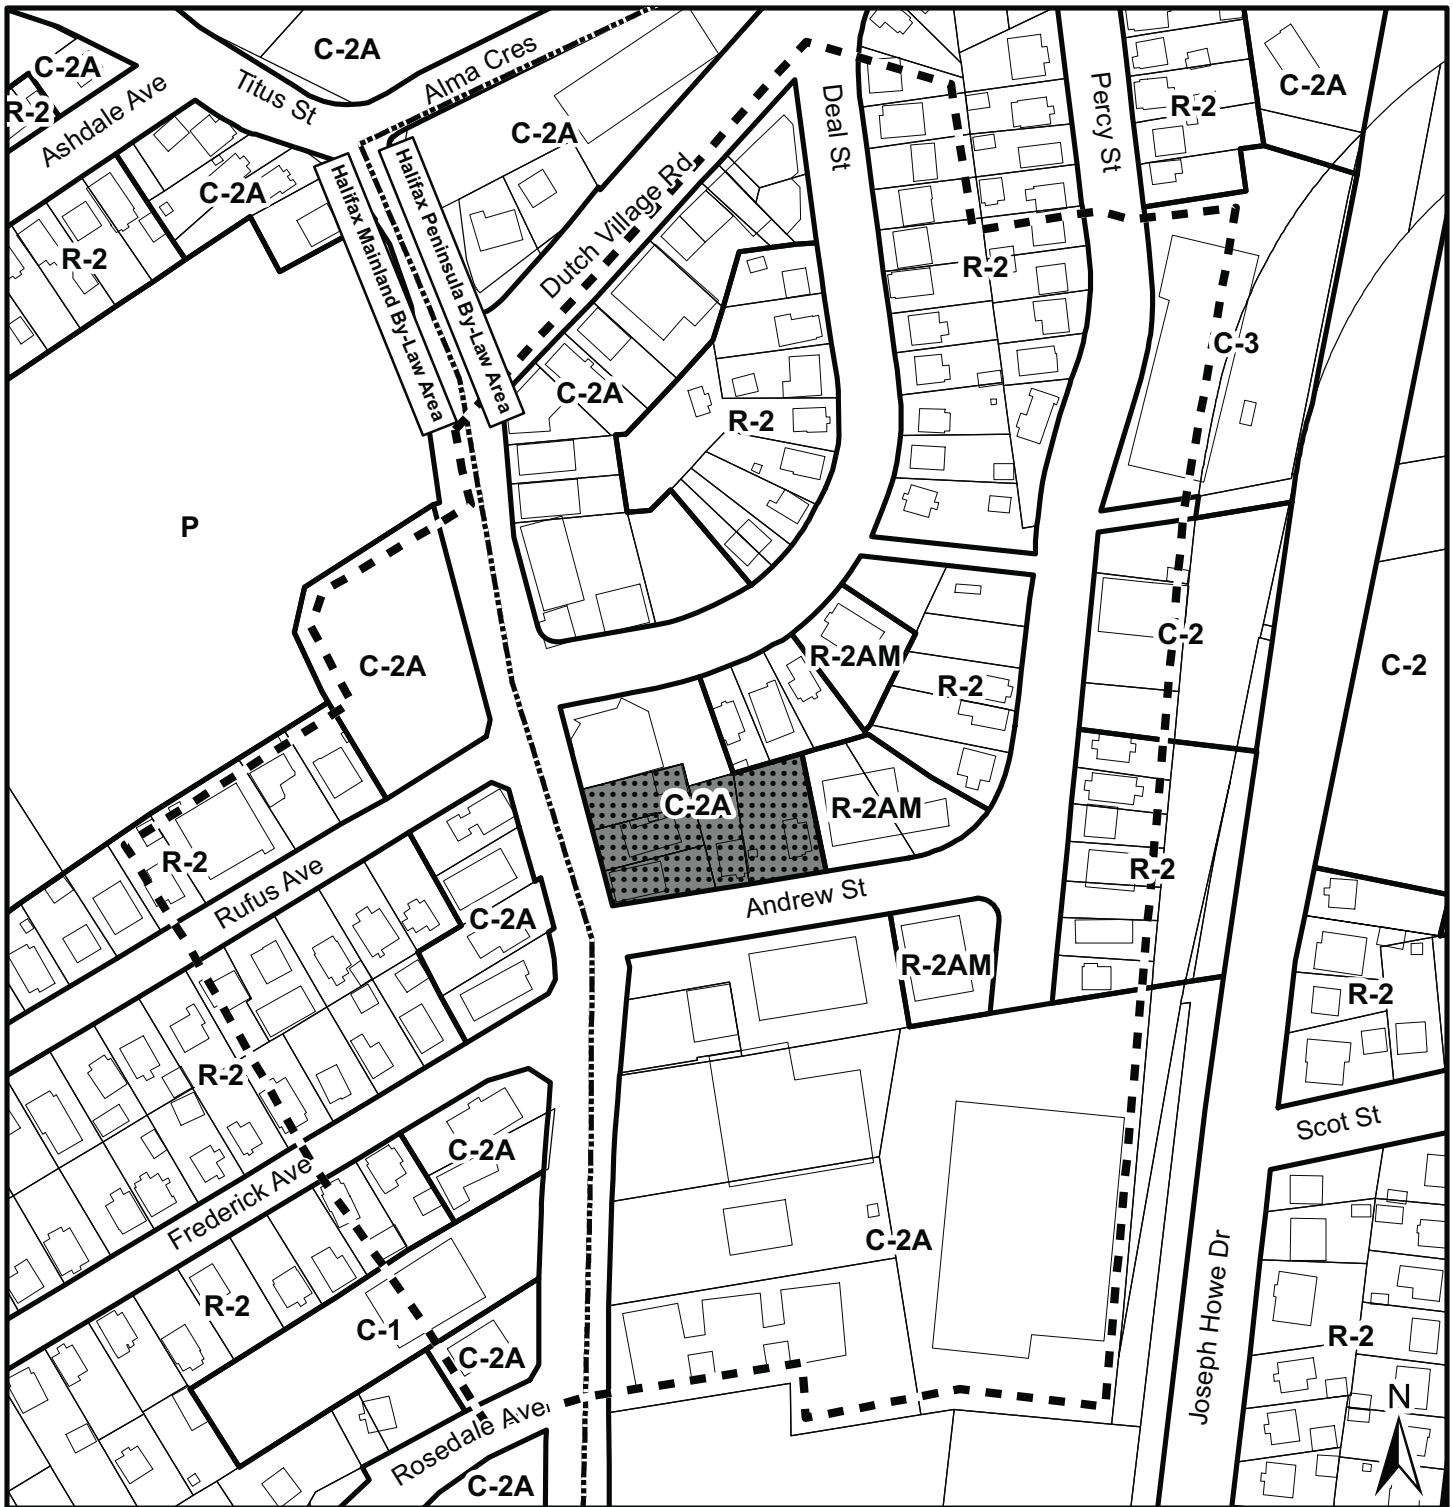 C-2A
C-2A
Alma Cres
Titus St
R-2
Ashdale Ave
C-2A
C-2A
R-2
Halifax Mainland By-Law Area
Halifax Peninsula By-Law Area
Dutch Village Rd
Deal St
Percy St
R-2
C-2A
R-2
C-3
C-2A
R-2
P
C-2A
R-2AM
R-2
C-2
C-2
C-2A
R-2AM
R-2
Rufus Ave
R-2
Andrew St
C-2A
R-2AM
R-2
R-2
Scot St
Frederick Ave
C-2A
C-2A
R-2
C-1
C-2A
Joseph Howe Dr
R-2
Rosedale Ave
C-2A
N